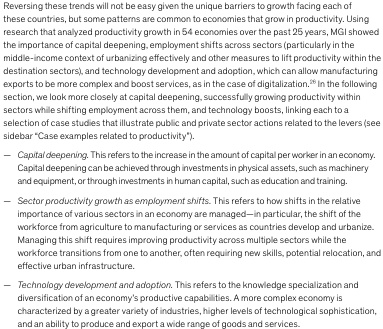 Reversing these trends will not be easy given the unique barriers to growth facing each of
these countries, but some patterns are common to economies that grow in productivity. Using
research that analyzed productivity growth in 54 economies over the past 25 years, MGI showed
the importance of capital deepening, employment shifts across sectors (particularly in the
middle-income context of urbanizing effectively and other measures to lift productivity within the
destination sectors), and technology development and adoption, which can allow manufacturing
exports to be more complex and boost services, as in the case of digitalization.²⁶ In the following
section, we look more closely at capital deepening, successfully growing productivity within
sectors while shifting employment across them, and technology boosts, linking each to a
selection of case studies that illustrate public and private sector actions related to the levers (see
sidebar “Case examples related to productivity”).
— Capital deepening. This refers to the increase in the amount of capital per worker in an economy.
Capital deepening can be achieved through investments in physical assets, such as machinery
and equipment, or through investments in human capital, such as education and training.
— Sector productivity growth as employment shifts. This refers to how shifts in the relative
importance of various sectors in an economy are managed—in particular, the shift of the
workforce from agriculture to manufacturing or services as countries develop and urbanize.
Managing this shift requires improving productivity across multiple sectors while the
workforce transitions from one to another, often requiring new skills, potential relocation, and
effective urban infrastructure.
— Technology development and adoption. This refers to the knowledge specialization and
diversification of an economy’s productive capabilities. A more complex economy is
characterized by a greater variety of industries, higher levels of technological sophistication,
and an ability to produce and export a wide range of goods and services.